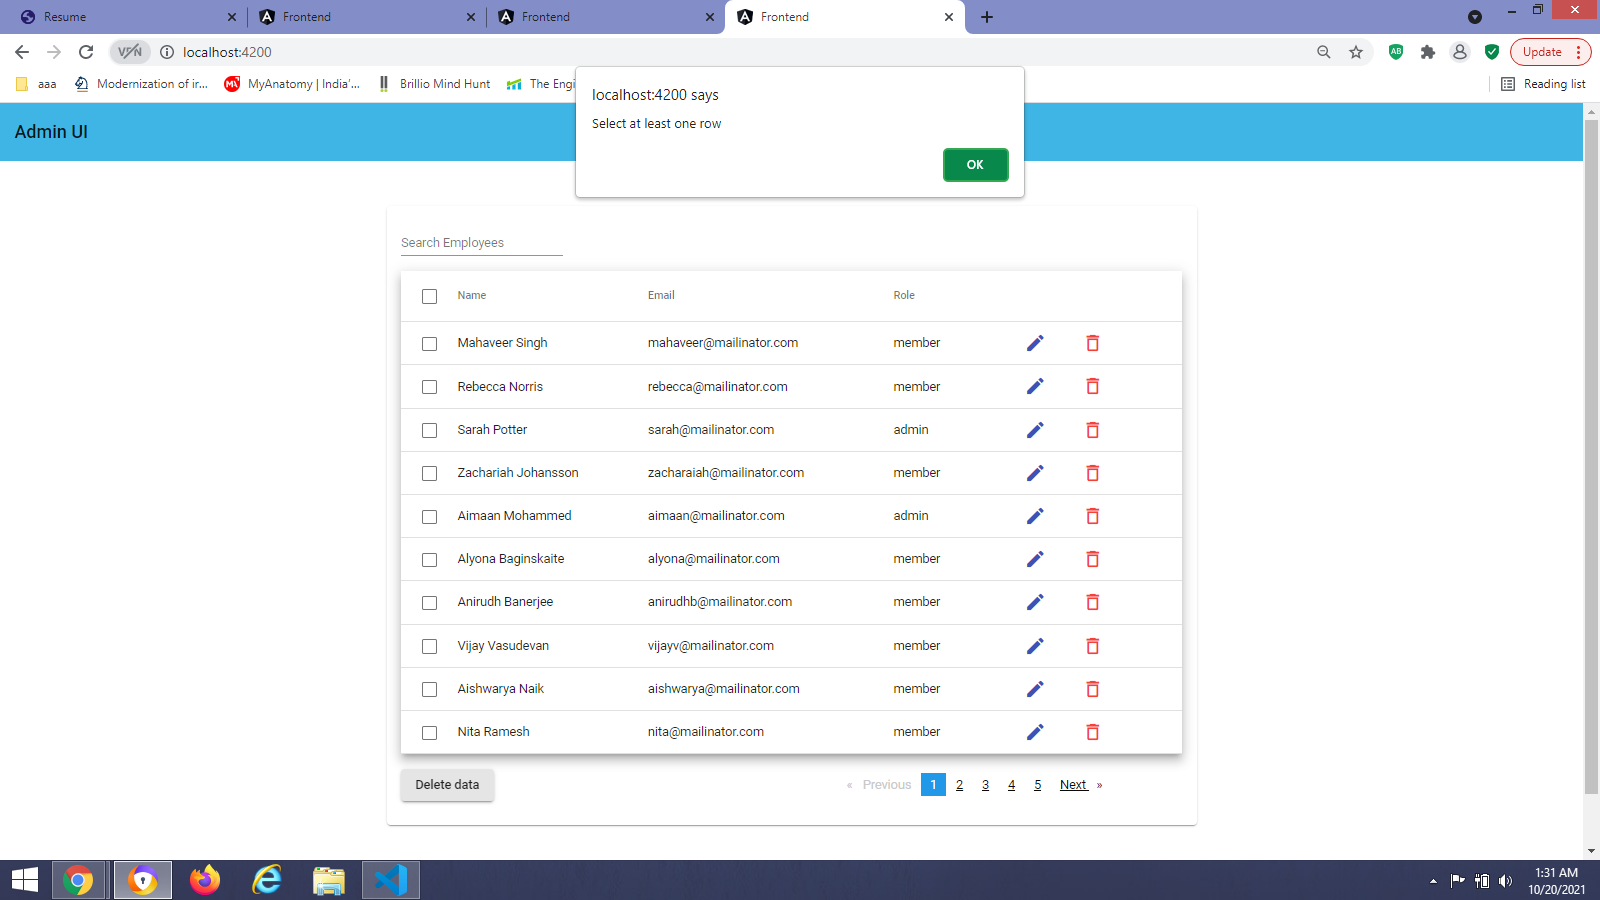 Resume
Frontend
Frontend
Frontend
VPN
localhost:4200
AB
Update
aaa
Modernization of ir...
MyAnatomy | India'...
Brillio Mind Hunt
The Engi
Reading list
localhost:4200 says
Select at least one row
OK
Admin UI
Search Employees
Name Email Role
Mahaveer Singh mahaveer@mailinator.com member
Rebecca Norris rebecca@mailinator.com member
Sarah Potter sarah@mailinator.com admin
Zachariah Johansson zacharaiah@mailinator.com member
Aimaan Mohammed aimaan@mailinator.com admin
Alyona Baginskaite alyona@mailinator.com member
Anirudh Banerjee anirudhb@mailinator.com member
Vijay Vasudevan vijayv@mailinator.com member
Aishwarya Naik aishwarya@mailinator.com member
Nita Ramesh nita@mailinator.com member
Delete data
« Previous 1 2 3 4 5 Next »
1:31 AM
10/20/2021